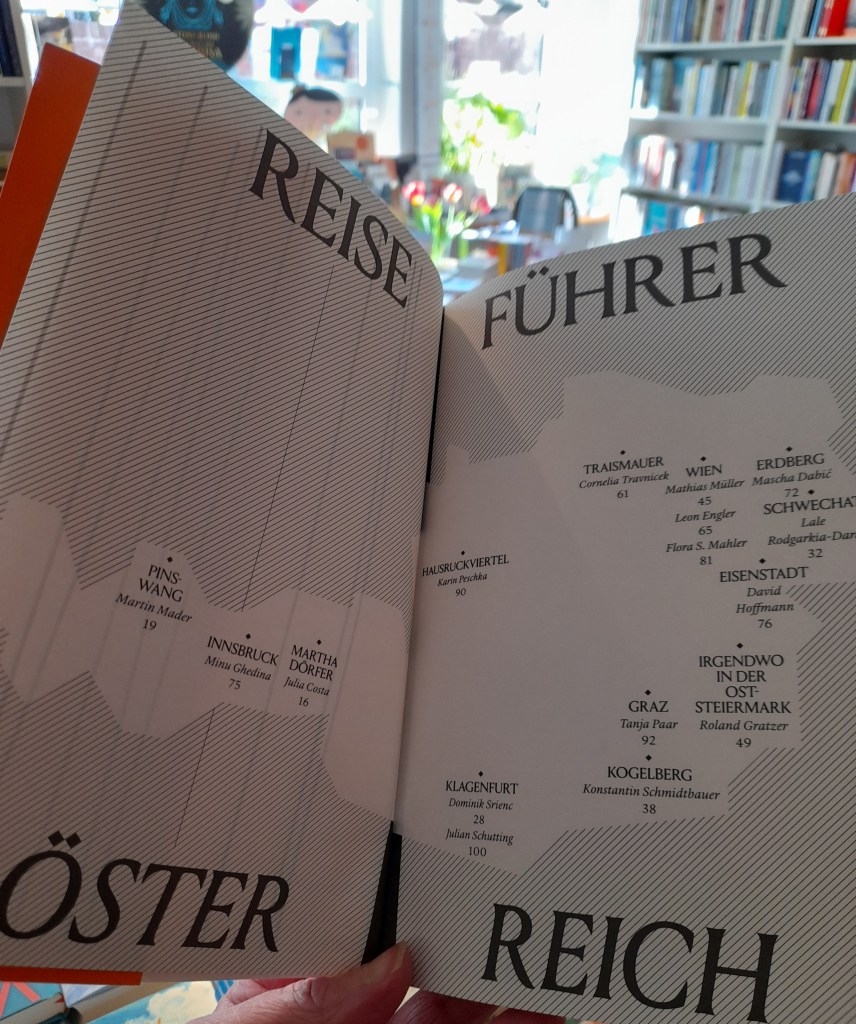 REISE
PINS-
WANG
Martin Mader
19
INNSBRUCK
Minu Ghedina
75
MARTHA
DÖRFER
Julia Costa
16
ÖSTER
FÜHRER
TRAISMAUER
Cornelia Travnicek
61
WIEN
Mathias Müller
45
Leon Engler
65
Flora S. Mahler
81
ERDBERG
Mascha Dabić
72
SCHWECHAT
Lale
Rodgarkia-Dar
32
HAUSRUCKVIERTEL
Karin Peschka
90
EISENSTADT
David
Hoffmann
76
IRGENDWO
IN DER
OST-
STEIERMARK
Roland Gratzer
49
GRAZ
Tanja Paar
92
KOGELBERG
Konstantin Schmidtbauer
38
KLAGENFURT
Dominik Srienc
28
Julian Schutting
100
REICH